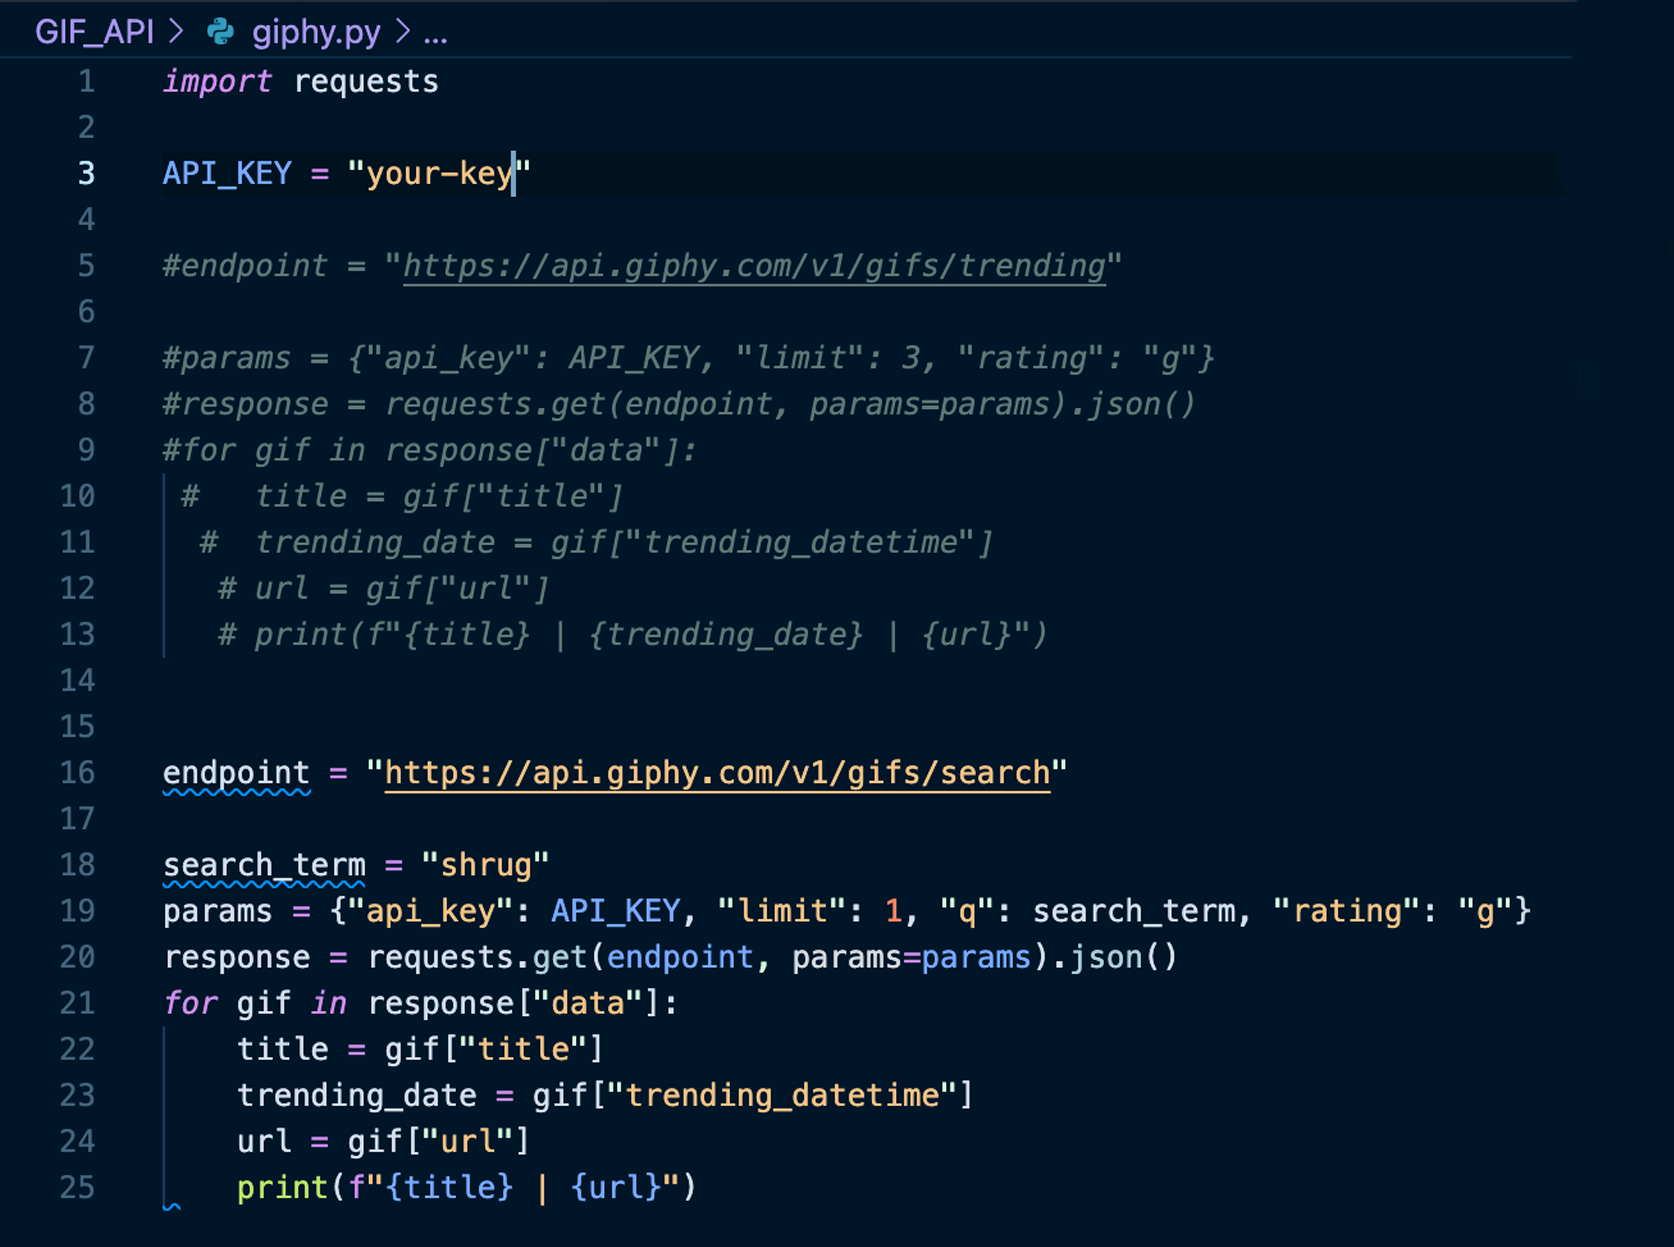 GIF_API > giphy.py > ...
1 import requests
2
3 API_KEY = "your-key"
4
5 #endpoint = "https://api.giphy.com/v1/gifs/trending"
6
7 #params = {"api_key": API_KEY, "limit": 3, "rating": "g"}
8 #response = requests.get(endpoint, params=params).json()
9 #for gif in response["data"]:
10  #   title = gif["title"]
11   #  trending_date = gif["trending_datetime"]
12    # url = gif["url"]
13    # print(f"{title} | {trending_date} | {url}")
14
15
16 endpoint = "https://api.giphy.com/v1/gifs/search"
17
18 search_term = "shrug"
19 params = {"api_key": API_KEY, "limit": 1, "q": search_term, "rating": "g"}
20 response = requests.get(endpoint, params=params).json()
21 for gif in response["data"]:
22     title = gif["title"]
23     trending_date = gif["trending_datetime"]
24     url = gif["url"]
25     print(f"{title} | {url}")